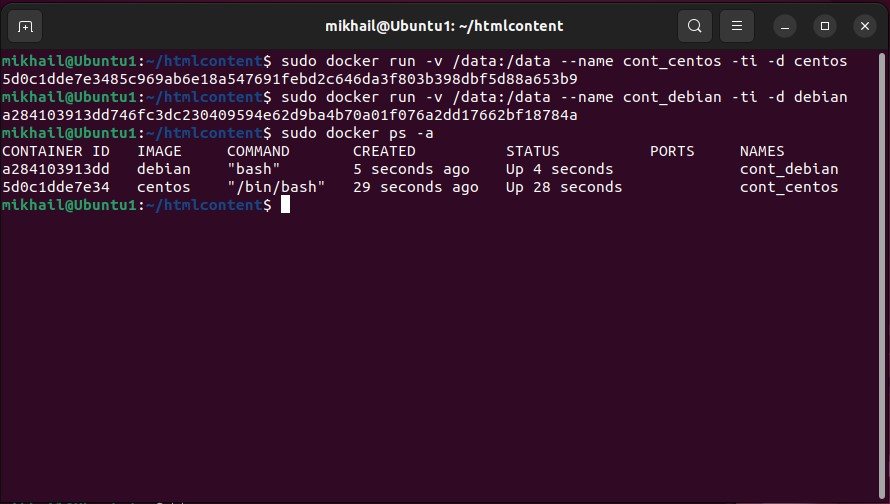 mikhail@Ubuntu1: ~/htmlcontent
mikhail@Ubuntu1:~/htmlcontent$ sudo docker run -v /data:/data --name cont_centos -ti -d centos
5d0c1dde7e3485c969ab6e18a547691febd2c646da3f803b398dbf5d88a653b9
mikhail@Ubuntu1:~/htmlcontent$ sudo docker run -v /data:/data --name cont_debian -ti -d debian
a284103913dd746fc3dc230409594e62d9ba4b70a01f076a2dd17662bf18784a
mikhail@Ubuntu1:~/htmlcontent$ sudo docker ps -a
CONTAINER ID   IMAGE     COMMAND       CREATED          STATUS          PORTS     NAMES
a284103913dd   debian    "bash"        5 seconds ago    Up 4 seconds              cont_debian
5d0c1dde7e34   centos    "/bin/bash"   29 seconds ago   Up 28 seconds             cont_centos
mikhail@Ubuntu1:~/htmlcontent$